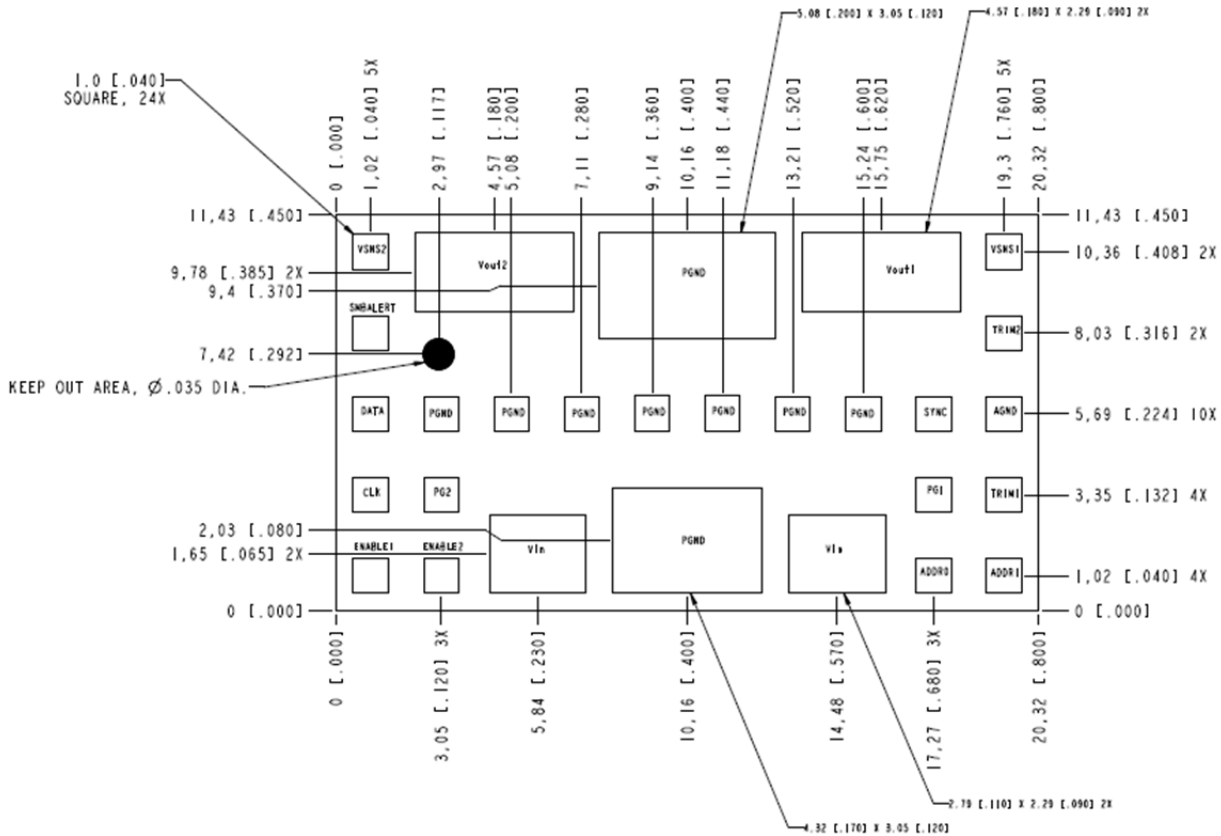 5.08 [.200] X 3.05 [.120]
4.57 [.180] X 2.29 [.090] 2X
1.0 [.040]
SQUARE, 24X
0 [.000]
1,02 [.040] 5X
2,97 [.117]
4,57 [.180]
5,08 [.200]
7,11 [.280]
9,14 [.360]
10,16 [.400]
11,18 [.440]
13,21 [.520]
15,24 [.600]
15,75 [.620]
19,3 [.760] 5X
20,32 [.800]
11,43 [.450]
11,43 [.450]
VSNS2
Vout2
PGND
Vout1
VSNS1
10,36 [.408] 2X
9,78 [.385] 2X
9,4 [.370]
SMBALERT
TRIM2
8,03 [.316] 2X
7,42 [.292]
KEEP OUT AREA, Ø.035 DIA.
DATA
PGND
PGND
PGND
PGND
PGND
PGND
PGND
SYNC
AGND
5,69 [.224] 10X
CLK
PG2
PG1
TRIM1
3,35 [.132] 4X
2,03 [.080]
1,65 [.065] 2X
ENABLE1
ENABLE2
Vin
PGND
Vin
ADDR0
ADDR1
1,02 [.040] 4X
0 [.000]
0 [.000]
0 [.000]
3,05 [.120] 3X
5,84 [.230]
10,16 [.400]
14,48 [.570]
17,27 [.680] 3X
20,32 [.800]
2.79 [.110] X 2.29 [.090] 2X
4.32 [.170] X 3.05 [.120]